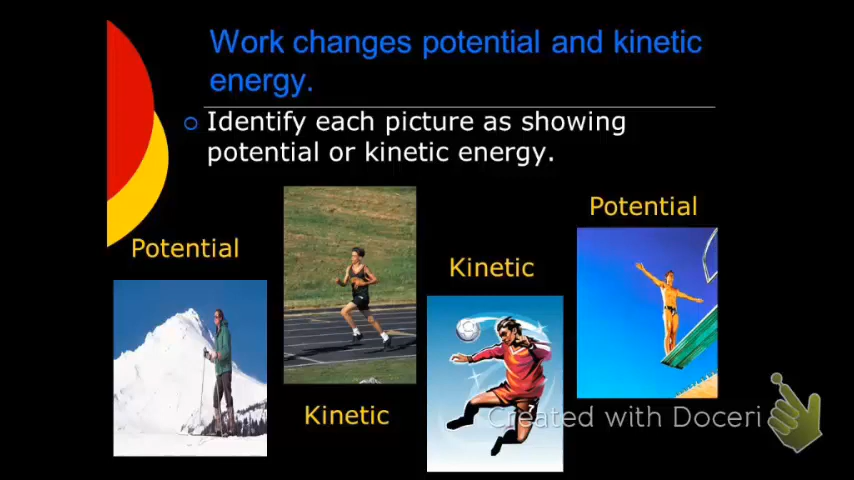 Work changes potential and kinetic
energy.
Identify each picture as showing
potential or kinetic energy.
Potential
Kinetic
Kinetic
Potential
Created with Doceri